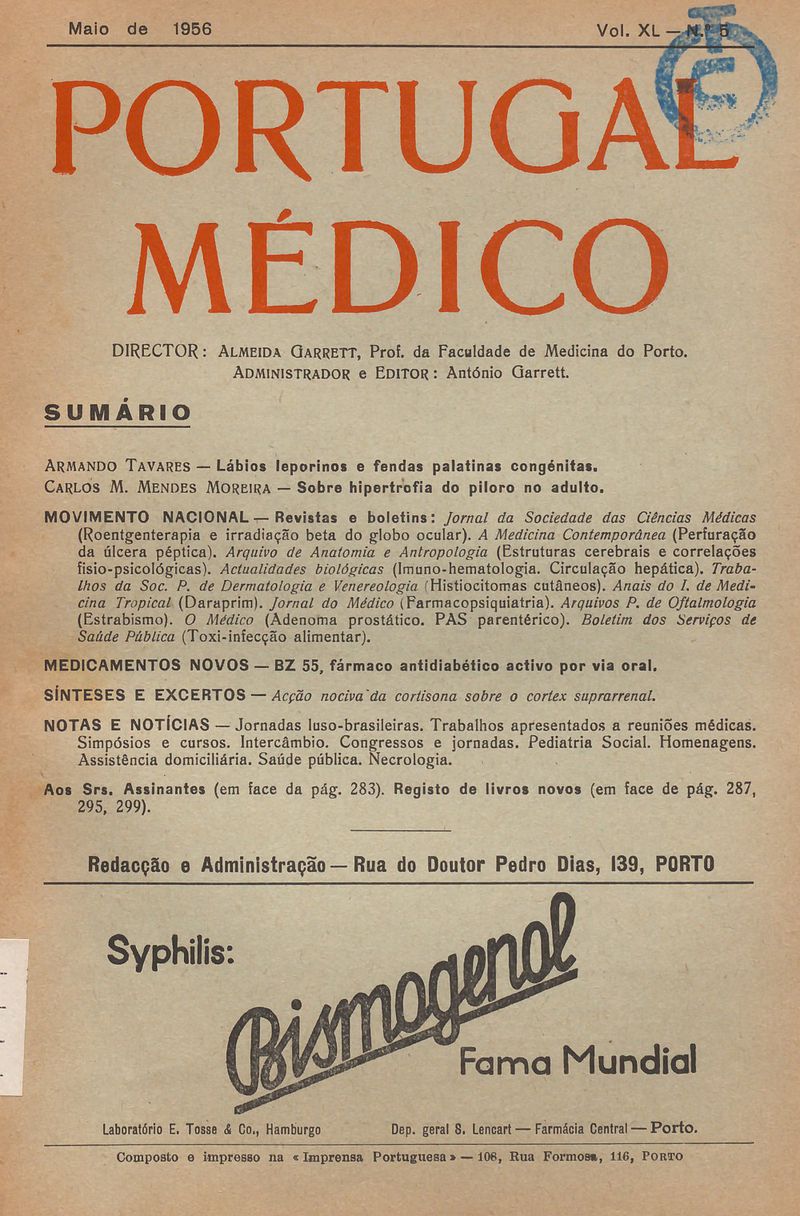 Maio de 1956
Vol. XL — N.º 5
PORTUGAL
MÉDICO
DIRECTOR: ALMEIDA GARRETT, Prof. da Faculdade de Medicina do Porto.
ADMINISTRADOR e EDITOR: António Garrett.
SUMÁRIO
ARMANDO TAVARES — Lábios leporinos e fendas palatinas congénitas.
CARLOS M. MENDES MOREIRA — Sobre hipertrofia do piloro no adulto.
MOVIMENTO NACIONAL — Revistas e boletins: Jornal da Sociedade das Ciências Médicas
(Roentgenterapia e irradiação beta do globo ocular). A Medicina Contemporânea (Perfuração
da úlcera péptica). Arquivo de Anatomia e Antropologia (Estruturas cerebrais e correlações
fisio-psicológicas). Actualidades biológicas (Imuno-hematologia. Circulação hepática). Traba-
lhos da Soc. P. de Dermatologia e Venereologia (Histiocitomas cutâneos). Anais do I. de Medi-
cina Tropical (Daraprim). Jornal do Médico (Farmacopsiquiatria). Arquivos P. de Oftalmologia
(Estrabismo). O Médico (Adenoma prostático. PAS parentérico). Boletim dos Serviços de
Saúde Pública (Toxi-infecção alimentar).
MEDICAMENTOS NOVOS — BZ 55, fármaco antidiabético activo por via oral.
SÍNTESES E EXCERTOS — Acção nociva da cortisona sobre o cortex suprarrenal.
NOTAS E NOTÍCIAS — Jornadas luso-brasileiras. Trabalhos apresentados a reuniões médicas.
Simpósios e cursos. Intercâmbio. Congressos e jornadas. Pediatria Social. Homenagens.
Assistência domiciliária. Saúde pública. Necrologia.
Aos Srs. Assinantes (em face da pág. 283). Registo de livros novos (em face de pág. 287,
295, 299).
Redacção e Administração — Rua do Doutor Pedro Dias, 139, PORTO
Syphilis:
Bismogenol
Fama Mundial
Laboratório E. Tosse & Co., Hamburgo
Dep. geral S. Lencart — Farmácia Central — Porto.
Composto e impresso na «Imprensa Portuguesa» — 108, Rua Formosa, 116, PORTO